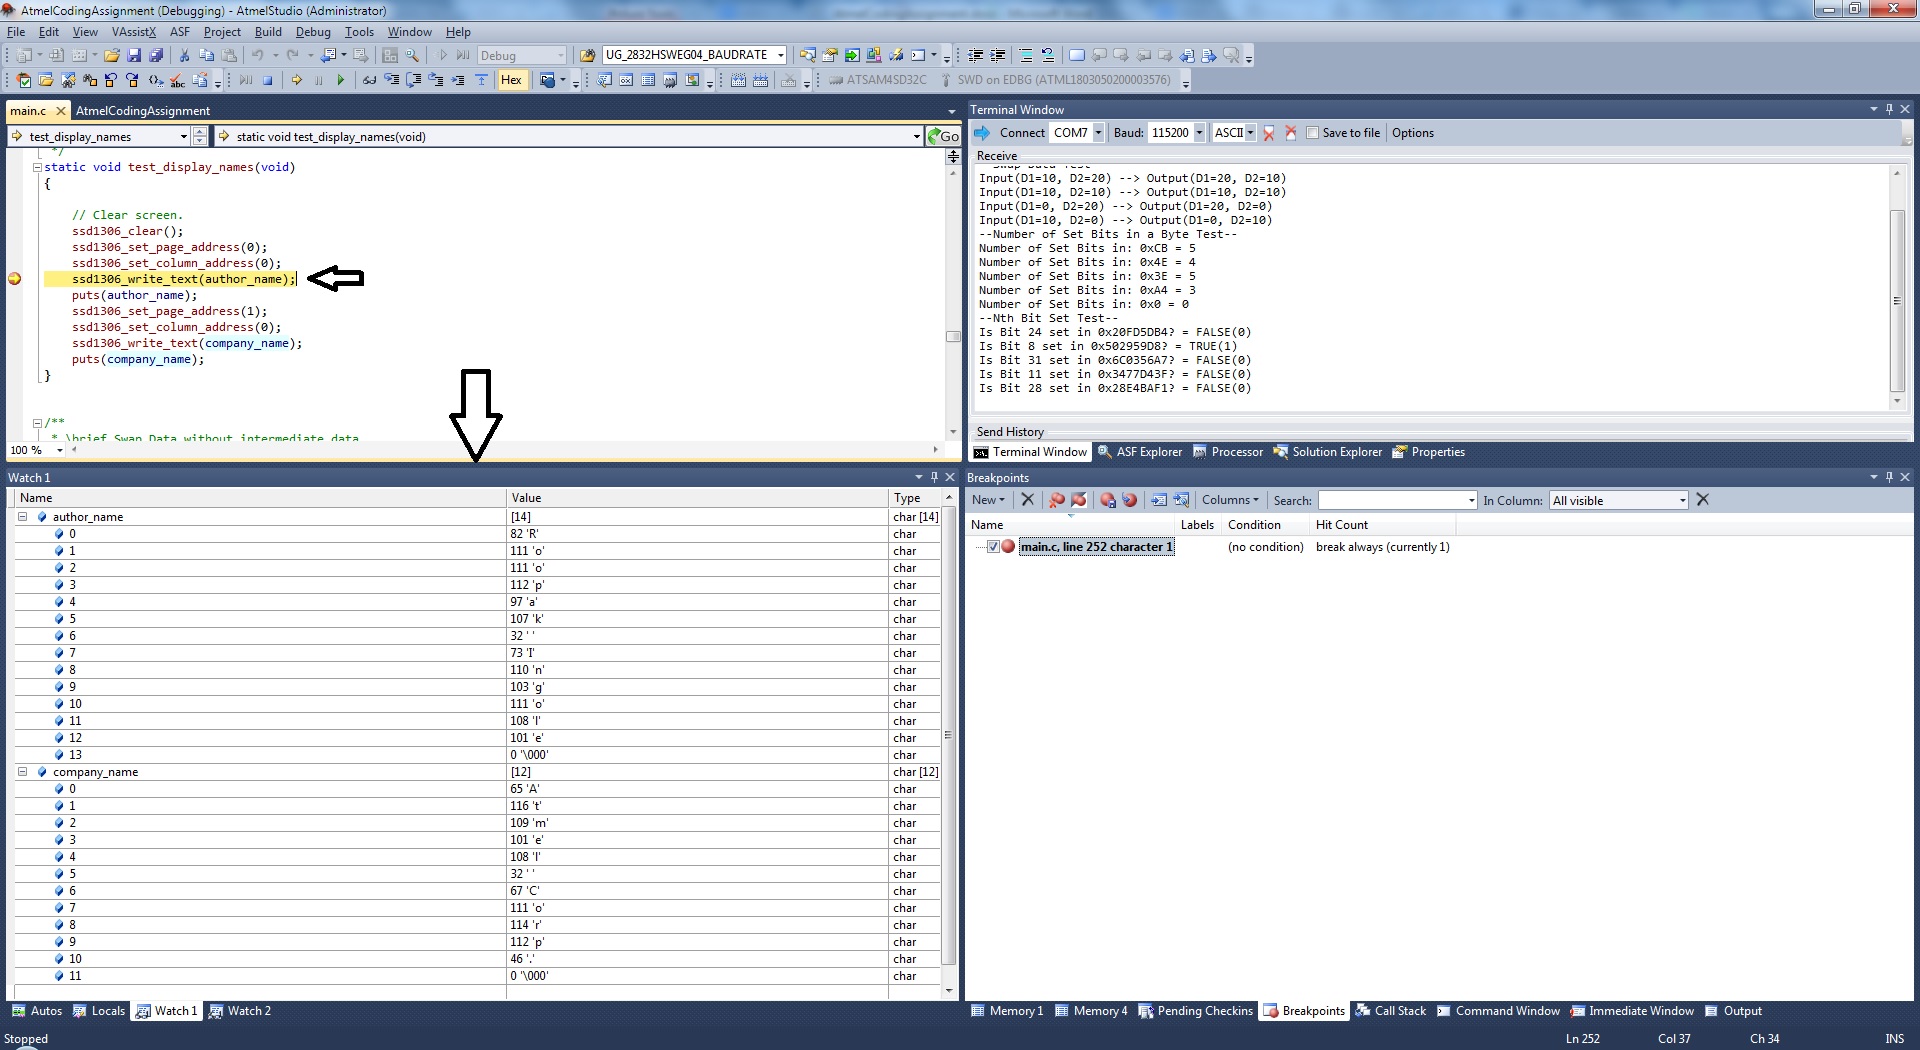 AtmelCodingAssignment (Debugging) - AtmelStudio (Administrator)
File Edit View VAssistX ASF Project Build Debug Tools Window Help
Debug UG_2832HSWEG04_BAUDRATE
Hex ATSAM4SD32C SWD on EDBG (ATML1803050200003576)
main.c AtmelCodingAssignment
test_display_names static void test_display_names(void) Go
*/
static void test_display_names(void)
{
// Clear screen.
ssd1306_clear();
ssd1306_set_page_address(0);
ssd1306_set_column_address(0);
ssd1306_write_text(author_name);
puts(author_name);
ssd1306_set_page_address(1);
ssd1306_set_column_address(0);
ssd1306_write_text(company_name);
puts(company_name);
}
/**
* \brief Swap Data without intermediate data
100 %
Terminal Window
Connect COM7 Baud: 115200 ASCII Save to file Options
Receive
--Swap Data Test--
Input(D1=10, D2=20) --> Output(D1=20, D2=10)
Input(D1=10, D2=10) --> Output(D1=10, D2=10)
Input(D1=0, D2=20) --> Output(D1=20, D2=0)
Input(D1=10, D2=0) --> Output(D1=0, D2=10)
--Number of Set Bits in a Byte Test--
Number of Set Bits in: 0xCB = 5
Number of Set Bits in: 0x4E = 4
Number of Set Bits in: 0x3E = 5
Number of Set Bits in: 0xA4 = 3
Number of Set Bits in: 0x0 = 0
--Nth Bit Set Test--
Is Bit 24 set in 0x20FD5DB4? = FALSE(0)
Is Bit 8 set in 0x502959D8? = TRUE(1)
Is Bit 31 set in 0x6C0356A7? = FALSE(0)
Is Bit 11 set in 0x3477D43F? = FALSE(0)
Is Bit 28 set in 0x28E4BAF1? = FALSE(0)
Send History
Terminal Window ASF Explorer Processor Solution Explorer Properties
Watch 1
Name Value Type
author_name [14] char [14]
0 82 'R' char
1 111 'o' char
2 111 'o' char
3 112 'p' char
4 97 'a' char
5 107 'k' char
6 32 ' ' char
7 73 'I' char
8 110 'n' char
9 103 'g' char
10 111 'o' char
11 108 'l' char
12 101 'e' char
13 0 '\000' char
company_name [12] char [12]
0 65 'A' char
1 116 't' char
2 109 'm' char
3 101 'e' char
4 108 'l' char
5 32 ' ' char
6 67 'C' char
7 111 'o' char
8 114 'r' char
9 112 'p' char
10 46 '.' char
11 0 '\000' char
Autos Locals Watch 1 Watch 2
Breakpoints
New Columns Search: In Column: All visible
Name Labels Condition Hit Count
main.c, line 252 character 1 (no condition) break always (currently 1)
Memory 1 Memory 4 Pending Checkins Breakpoints Call Stack Command Window Immediate Window Output
Stopped Ln 252 Col 37 Ch 34 INS